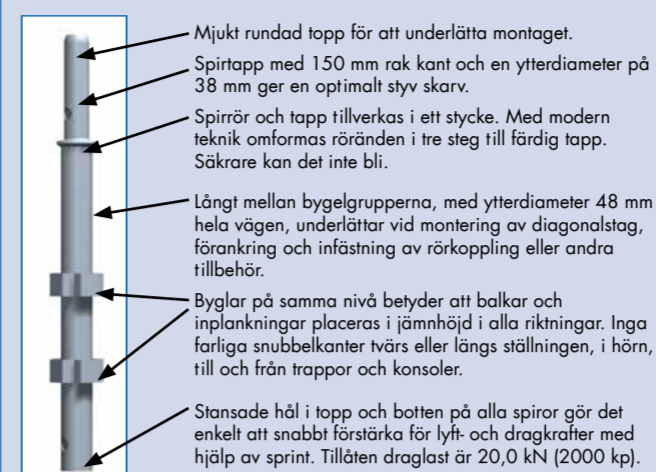 Mjukt rundad topp för att underlätta montaget.
Spirtapp med 150 mm rak kant och en ytterdiameter på
38 mm ger en optimalt styv skarv.
Spirrör och tapp tillverkas i ett stycke. Med modern
teknik omformas röränden i tre steg till färdig tapp.
Säkrare kan det inte bli.
Långt mellan bygelgrupperna, med ytterdiameter 48 mm
hela vägen, underlättar vid montering av diagonalstag,
förankring och infästning av rörkoppling eller andra
tillbehör.
Byglar på samma nivå betyder att balkar och
inplankningar placeras i jämnhöjd i alla riktningar. Inga
farliga snubbelkanter tvärs eller längs ställningen, i hörn,
till och från trappor och konsoler.
Stansade hål i topp och botten på alla spiror gör det
enkelt att snabbt förstärka för lyft- och dragkrafter med
hjälp av sprint. Tillåten draglast är 20,0 kN (2000 kp).